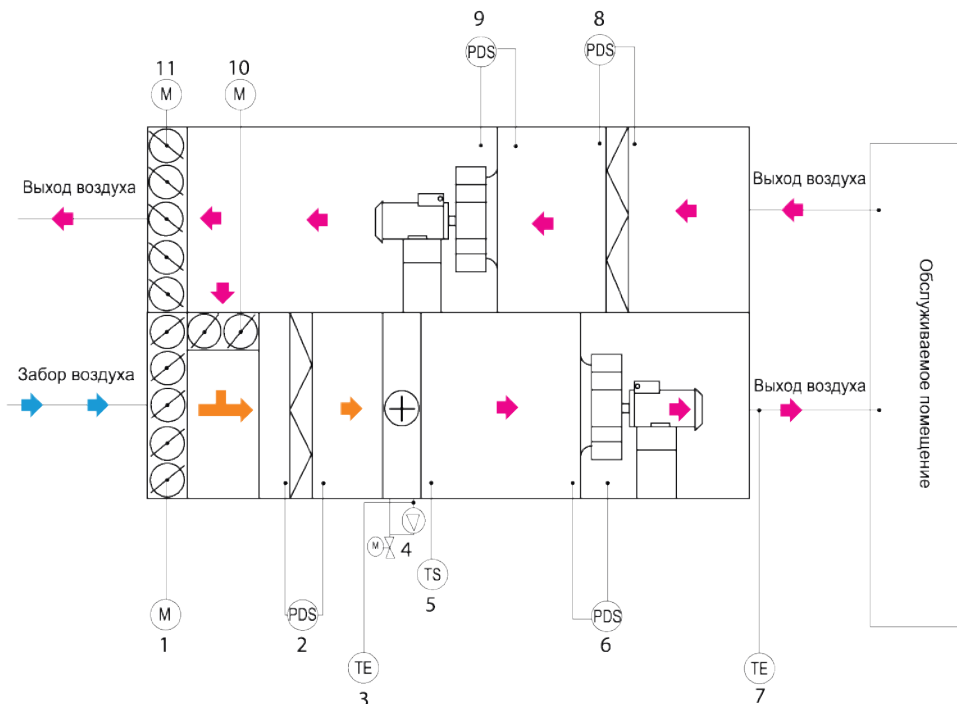 9
8
PDS
PDS
11
10
M
M
Выход воздуха
Выход воздуха
Обслуживаемое помещение
Забор воздуха
Выход воздуха
M
4
TS
5
M
1
PDS
2
PDS
6
TE
3
TE
7